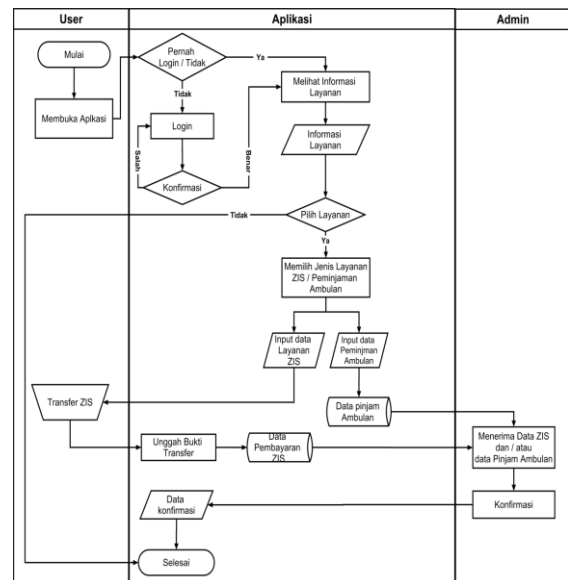 User
Aplikasi
Admin
Mulai
Membuka Aplkasi
Pernah
Login / Tidak
Ya
Tidak
Melihat Informasi
Layanan
Login
Salah
Benar
Konfirmasi
Informasi
Layanan
Tidak
Pilih Layanan
Ya
Memilih Jenis Layanan
ZIS / Peminjaman
Ambulan
Input data
Layanan
ZIS
Input data
Peminjman
Ambulan
Transfer ZIS
Data pinjam
Ambulan
Unggah Bukti
Transfer
Data
Pembayaran
ZIS
Menerima Data ZIS
dan / atau
data Pinjam Ambulan
Data
konfirmasi
Konfirmasi
Selesai